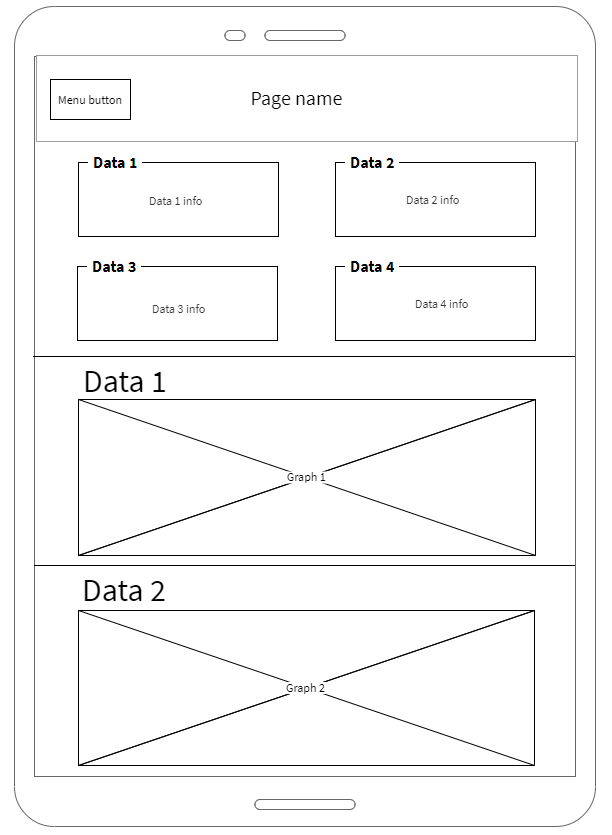 Menu button
Page name
Data 1
Data 2
Data 1 info
Data 2 info
Data 3
Data 4
Data 3 info
Data 4 info
Data 1
Graph 1
Data 2
Graph 2